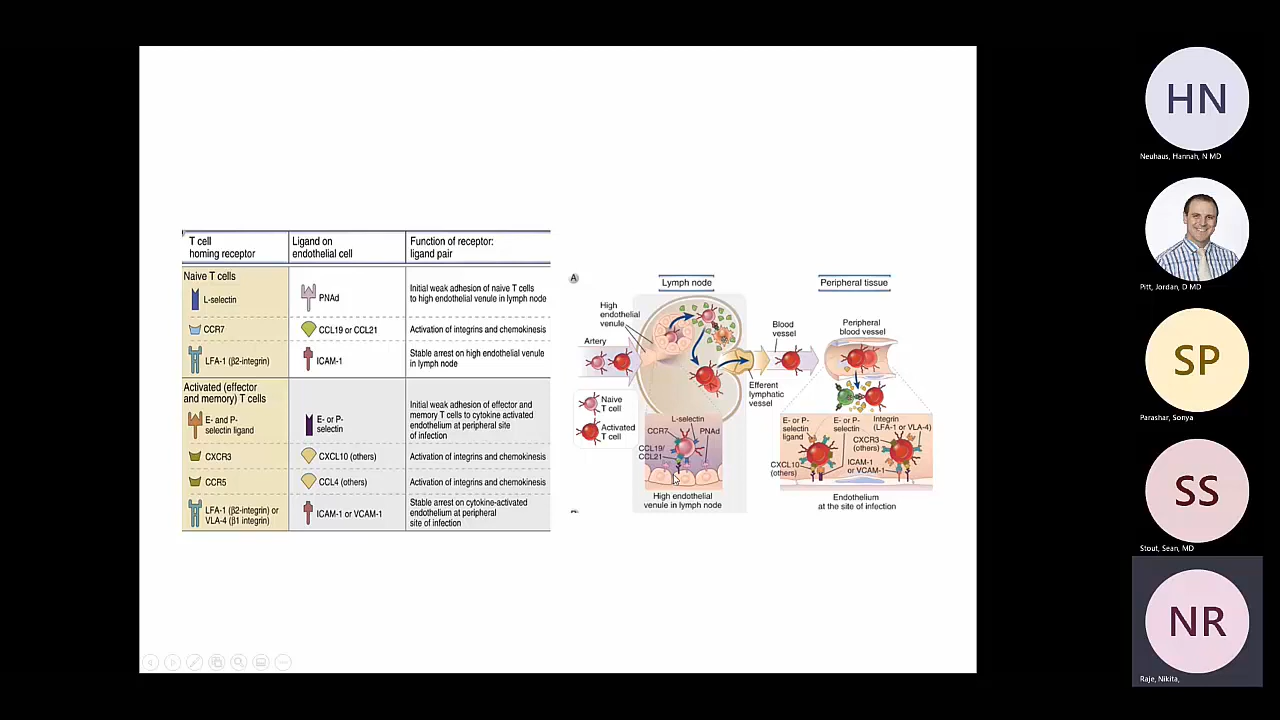 T cell
homing receptor
Ligand on
endothelial cell
Function of receptor:
ligand pair
Naive T cells
L-selectin
PNAd
Initial weak adhesion of naive T cells
to high endothelial venule in lymph node
CCR7
CCL19 or CCL21
Activation of integrins and chemokinesis
LFA-1 (β2-integrin)
ICAM-1
Stable arrest on high endothelial venule
in lymph node
Activated (effector
and memory) T cells
E- and P-
selectin ligand
E- or P-
selectin
Initial weak adhesion of effector and
memory T cells to cytokine activated
endothelium at peripheral site
of infection
CXCR3
CXCL10 (others)
Activation of integrins and chemokinesis
CCR5
CCL4 (others)
Activation of integrins and chemokinesis
LFA-1 (β2-integrin) or
VLA-4 (β1 integrin)
ICAM-1 or VCAM-1
Stable arrest on cytokine-activated
endothelium at peripheral
site of infection
A
Lymph node
Peripheral tissue
High
endothelial
venule
Artery
Blood
vessel
Peripheral
blood vessel
Efferent
lymphatic
vessel
Naive
T cell
Activated
T cell
L-selectin
CCR7
PNAd
CCL19/
CCL21
High endothelial
venule in lymph node
E- or P-
selectin
ligand
E- or P-
selectin
Integrin
(LFA-1 or VLA-4)
CXCR3
(others)
CXCL10
(others)
ICAM-1
or VCAM-1
Endothelium
at the site of infection
HN
Neuhaus, Hannah, N MD
Pitt, Jordan, D MD
SP
Parashar, Sonya
SS
Stout, Sean, MD
NR
Raje, Nikita,